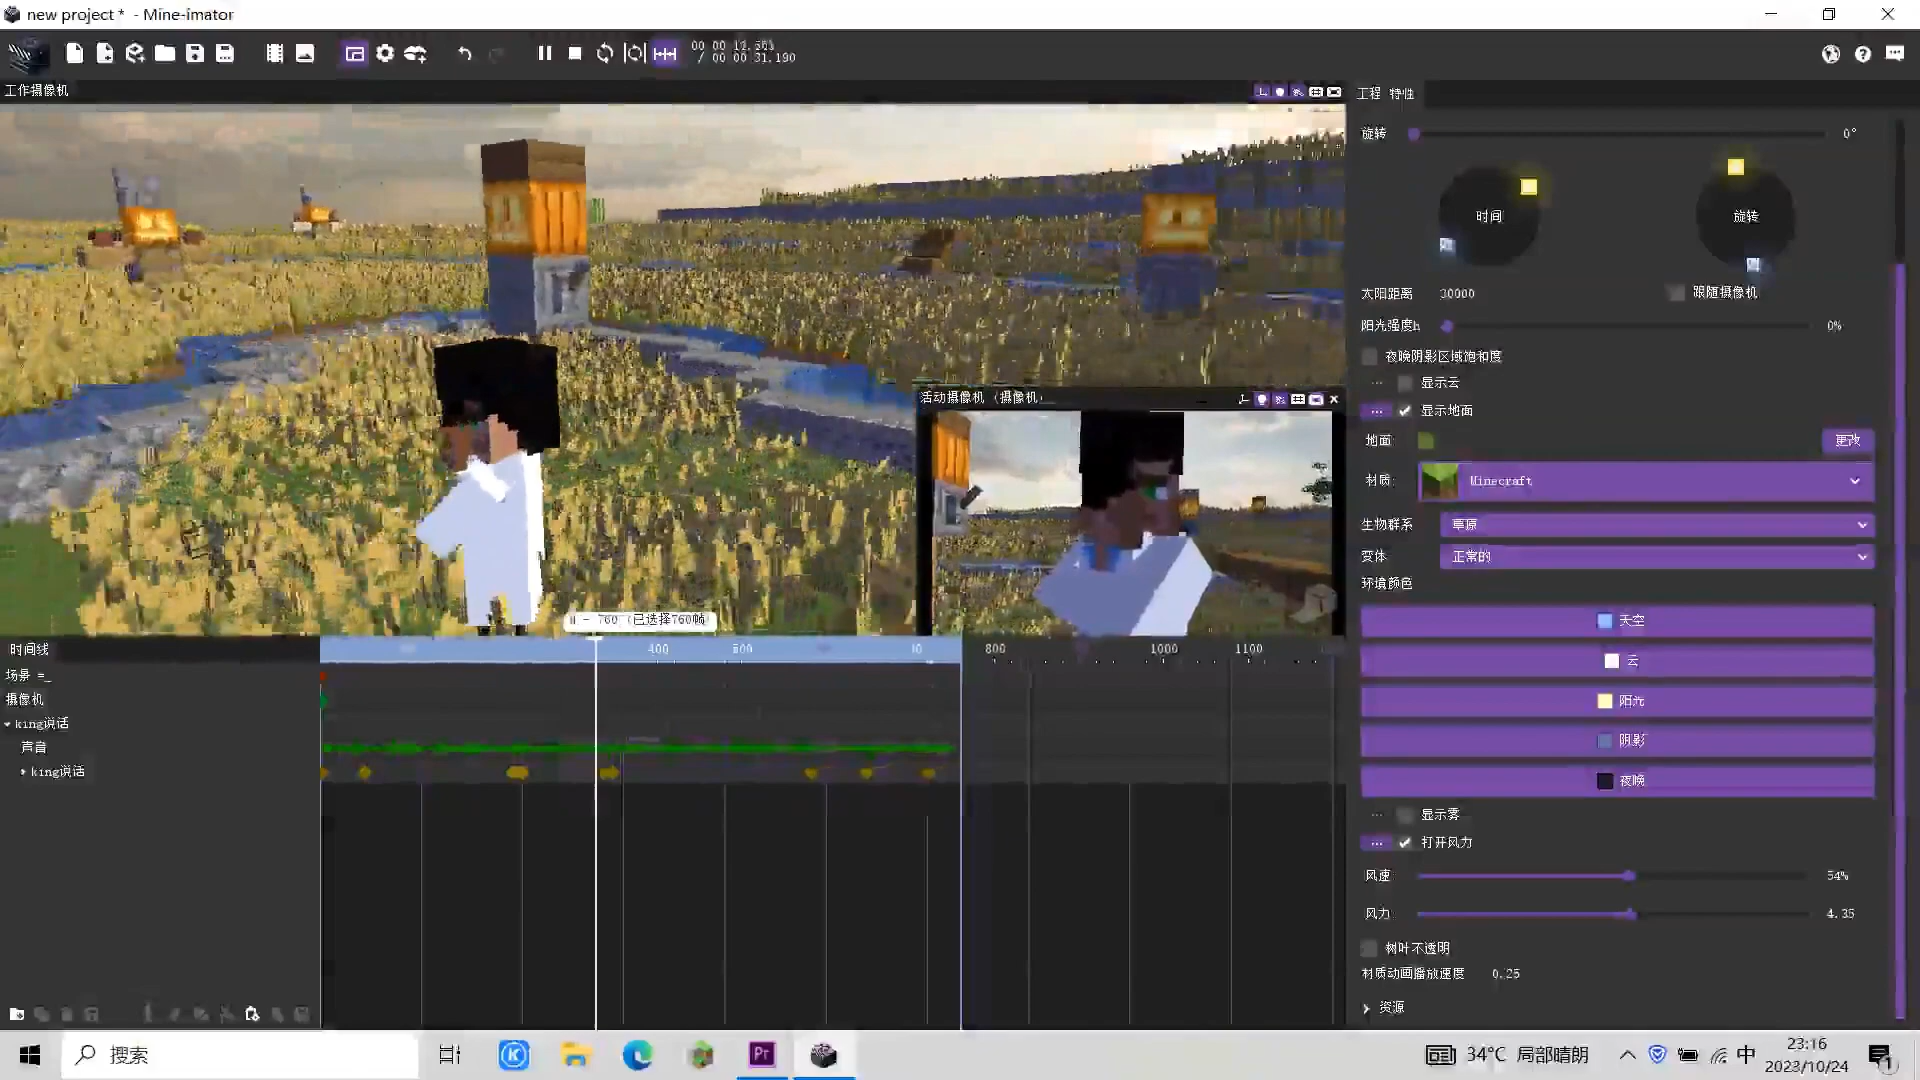 new project * - Mine-imator
/ 00 00 31.190
工作摄像机
工程 特性
旋转
0°
时间
旋转
太阳距离
30000
跟随摄像机
阳光强度h
0%
夜晚阴影区域饱和度
显示云
显示地面
地面
更改
材质:
Minecraft
生物群系
草原
变体
正常的
环境颜色
天空
云
阳光
阴影
夜晚
显示雾
打开风力
风速
54%
风力
4.35
树叶不透明
材质动画播放速度
0.25
资源
活动摄像机 (摄像机)
- 760 (已选择760帧
时间线
400
800
1000
1100
场景
摄像机
king说话
声音
king说话
搜索
34°C 局部晴朗
中
23:16
2023/10/24
Pr
1